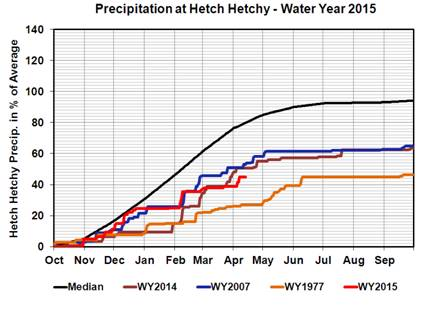 Precipitation at Hetch Hetchy - Water Year 2015
Hetch Hetchy Precip. in % of Average
140
120
100
80
60
40
20
0
Oct Nov Dec Jan Feb Mar Apr May Jun Jul Aug Sep
Median WY2014 WY2007 WY1977 WY2015